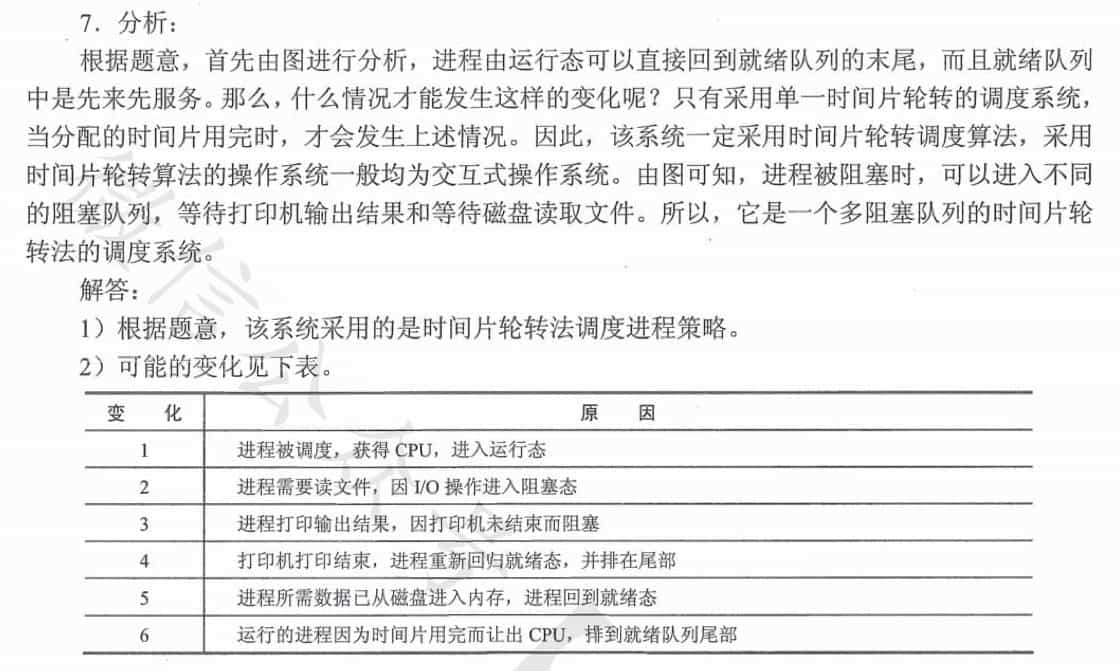 7．分析：
根据题意，首先由图进行分析，进程由运行态可以直接回到就绪队列的末尾，而且就绪队列
中是先来先服务。那么，什么情况才能发生这样的变化呢？只有采用单一时间片轮转的调度系统，
当分配的时间片用完时，才会发生上述情况。因此，该系统一定采用时间片轮转调度算法，采用
时间片轮转算法的操作系统一般均为交互式操作系统。由图可知，进程被阻塞时，可以进入不同
的阻塞队列，等待打印机输出结果和等待磁盘读取文件。所以，它是一个多阻塞队列的时间片轮
转法的调度系统。
解答：
1）根据题意，该系统采用的是时间片轮转法调度进程策略。
2）可能的变化见下表。
变 化 原 因
1 进程被调度，获得 CPU，进入运行态
2 进程需要读文件，因 I/O 操作进入阻塞态
3 进程打印输出结果，因打印机未结束而阻塞
4 打印机打印结束，进程重新回归就绪态，并排在尾部
5 进程所需数据已从磁盘进入内存，进程回到就绪态
6 运行的进程因为时间片用完而让出 CPU，排到就绪队列尾部
微信公众号